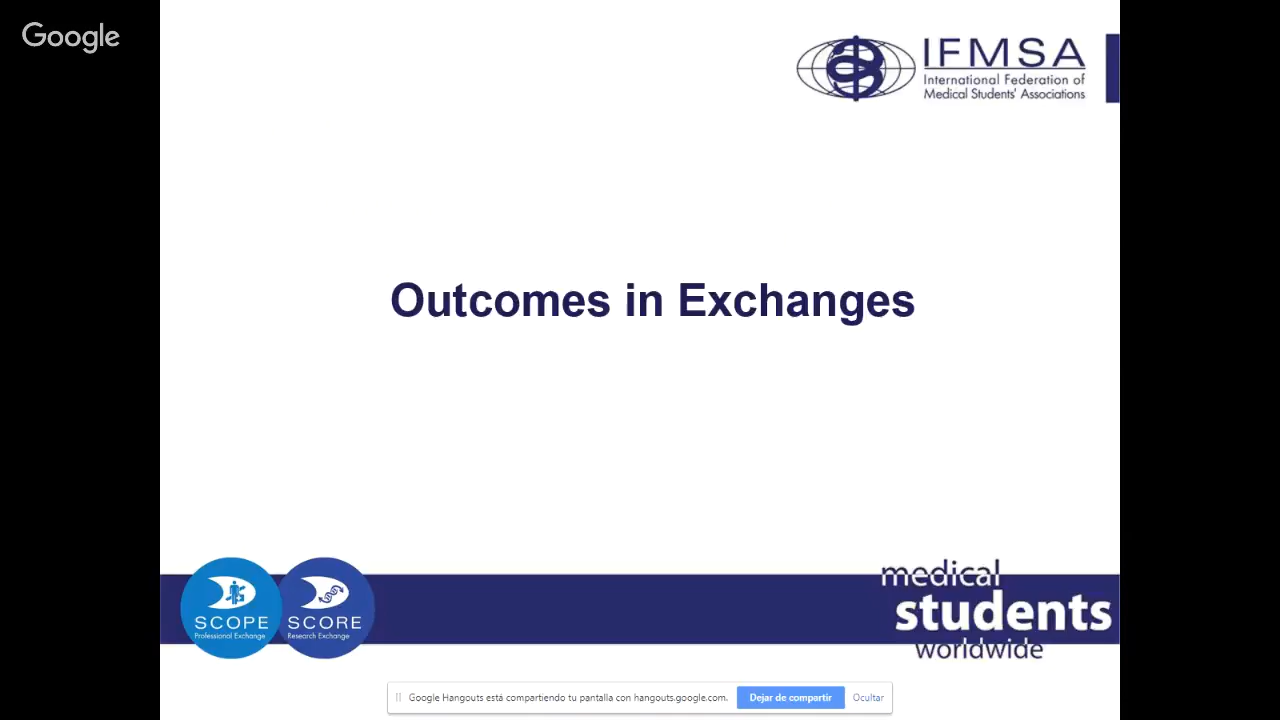 Google
IFMSA
International Federation of
Medical Students' Associations
Outcomes in Exchanges
SCOPE
Professional Exchange
SCORE
Research Exchange
medical
students
worldwide
Google Hangouts está compartiendo tu pantalla con hangouts.google.com.
Dejar de compartir
Ocultar